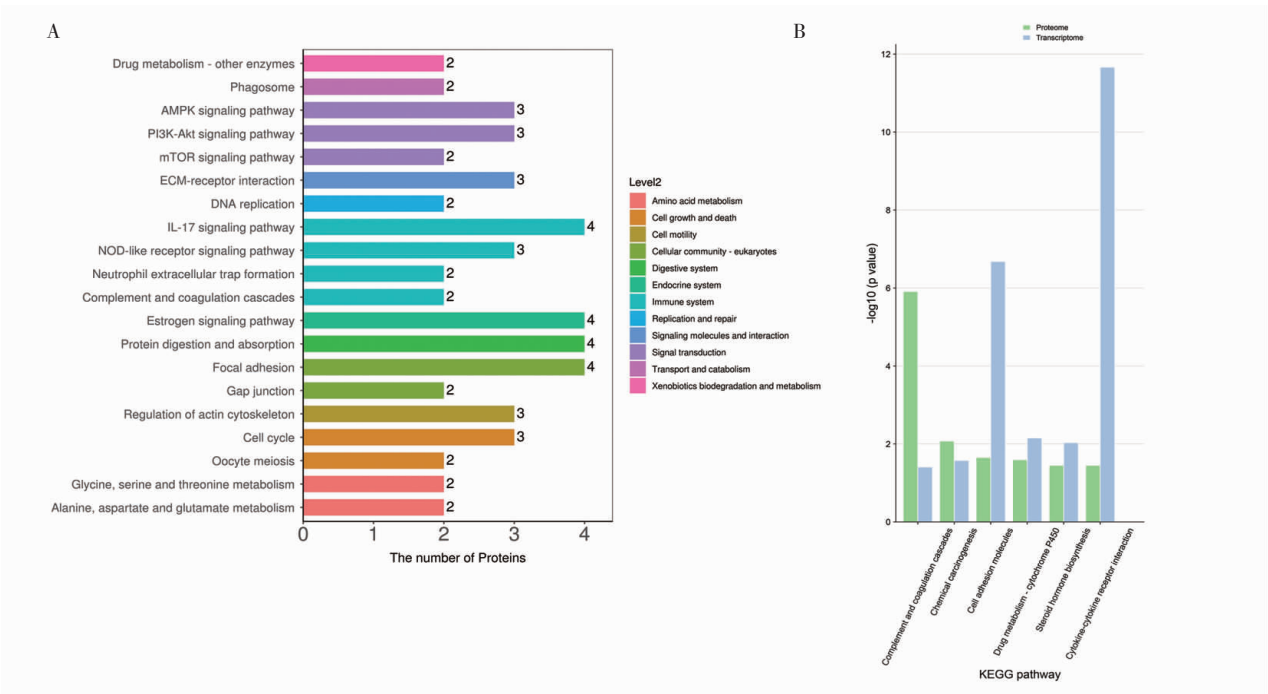 A
Drug metabolism - other enzymes 2
Phagosome 2
AMPK signaling pathway 3
PI3K-Akt signaling pathway 3
mTOR signaling pathway 2
ECM-receptor interaction 3
DNA replication 2
IL-17 signaling pathway 4
NOD-like receptor signaling pathway 3
Neutrophil extracellular trap formation 2
Complement and coagulation cascades 2
Estrogen signaling pathway 4
Protein digestion and absorption 4
Focal adhesion 4
Gap junction 2
Regulation of actin cytoskeleton 3
Cell cycle 3
Oocyte meiosis 2
Glycine, serine and threonine metabolism 2
Alanine, aspartate and glutamate metabolism 2
0 1 2 3 4
The number of Proteins
Level2
Amino acid metabolism
Cell growth and death
Cell motility
Cellular community - eukaryotes
Digestive system
Endocrine system
Immune system
Replication and repair
Signaling molecules and interaction
Signal transduction
Transport and catabolism
Xenobiotics biodegradation and metabolism
B
Proteome
Transcriptome
12
10
8
6
4
2
0
-log10 (p value)
Complement and coagulation cascades
Chemical carcinogenesis
Cell adhesion molecules
Drug metabolism - cytochrome P450
Steroid hormone biosynthesis
Cytokine-cytokine receptor interaction
KEGG pathway